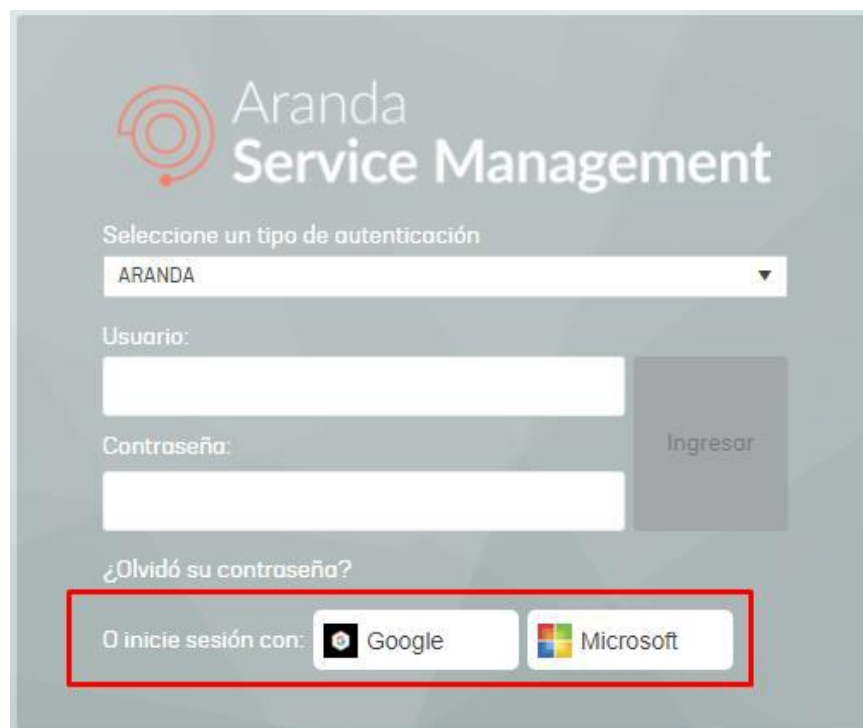 Aranda
Service Management
Seleccione un tipo de autenticación
ARANDA
Usuario:
Contraseña:
Ingresar
¿Olvidó su contraseña?
O inicie sesión con: Google Microsoft